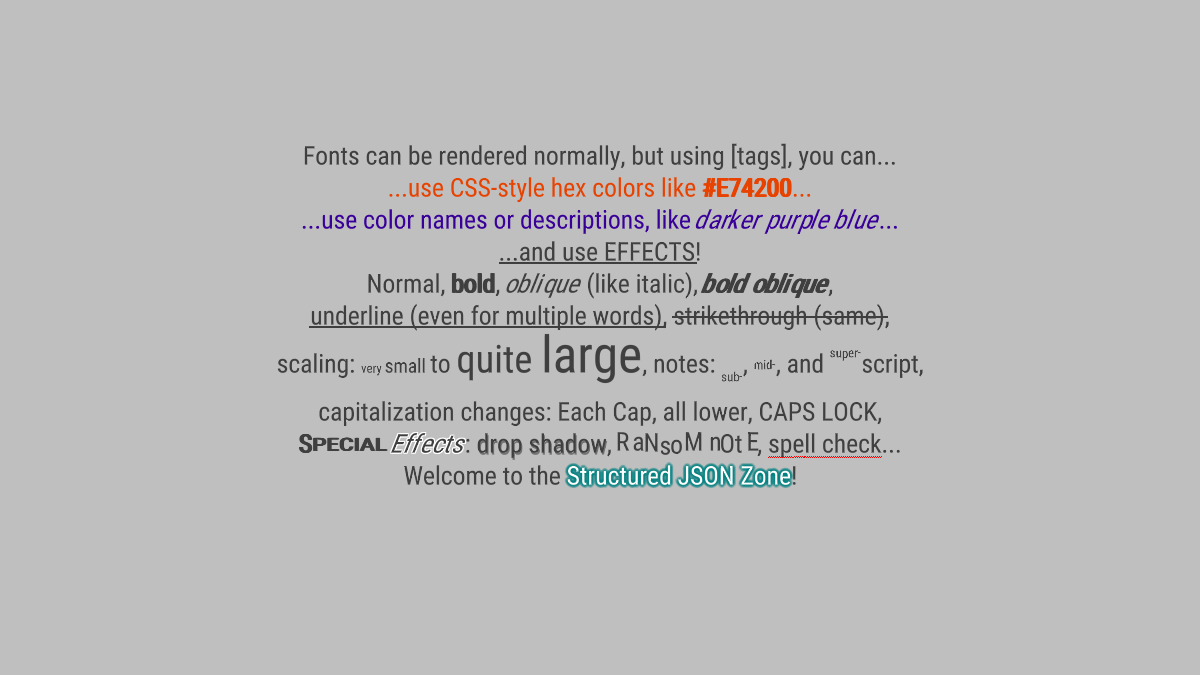 Fonts can be rendered normally, but using [tags], you can...
...use CSS-style hex colors like #E74200...
...use color names or descriptions, like darker purple blue...
...and use EFFECTS!
Normal, bold, oblique (like italic), bold oblique,
underline (even for multiple words), strikethrough (same),
scaling: very small to quite large, notes: sub-, mid-, and super-script,
capitalization changes: Each Cap, all lower, CAPS LOCK,
SPECIAL Effects: drop shadow, RaNsoM nOtE, spell check...
Welcome to the Structured JSON Zone!